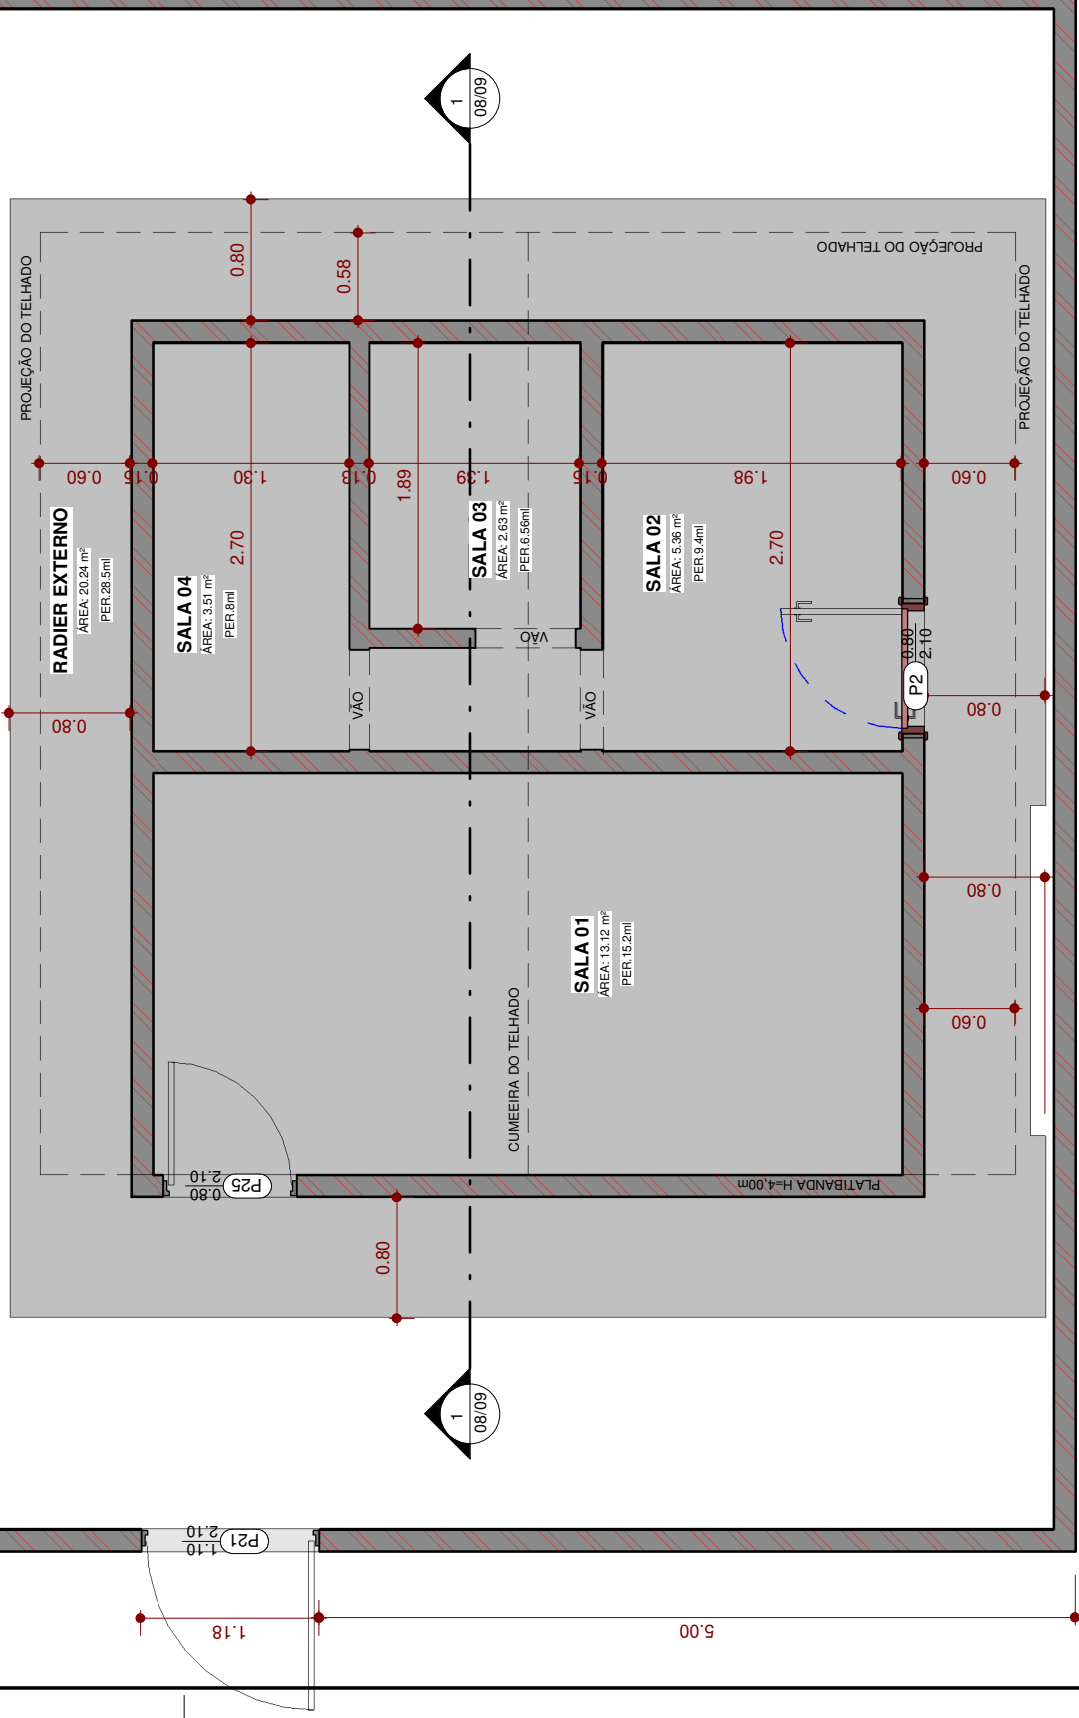 1
08/09
0.80
0.58
PROJEÇÃO DO TELHADO
PROJEÇÃO DO TELHADO
PROJEÇÃO DO TELHADO
0.60
0.15
1.30
0.13
1.89
1.39
0.15
1.98
0.60
RADIER EXTERNO
ÁREA: 20.24 m²
PER.28.5ml
SALA 04
ÁREA: 3.51 m²
PER.8ml
2.70
SALA 03
ÁREA: 2.63 m²
PER.6.56ml
SALA 02
ÁREA: 5.36 m²
PER.9.4ml
2.70
VÃO
VÃO
VÃO
0.80
2.10
P2
0.80
0.80
0.80
SALA 01
ÁREA: 13.12 m²
PER.15.2ml
CUMEEIRA DO TELHADO
0.60
0.80
2.10
P25
PLATIBANDA H=4,00m
0.80
1
08/09
1.10
2.10
P21
1.18
5.00